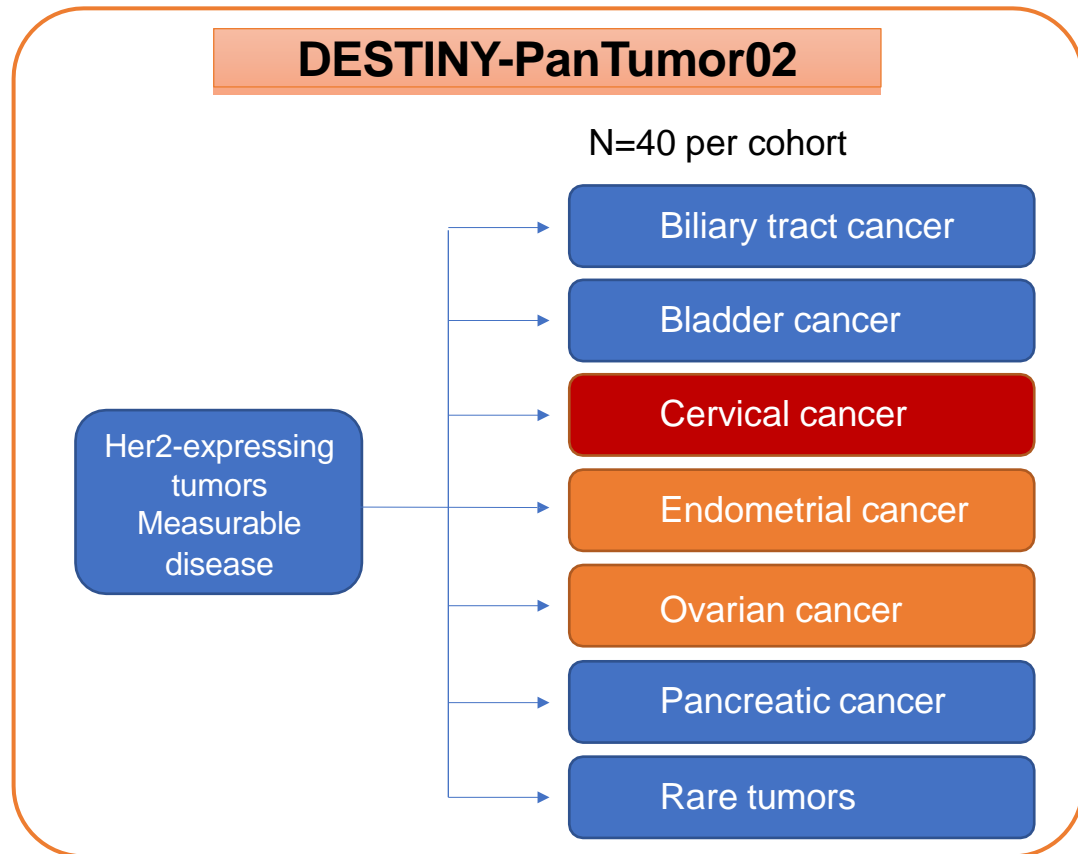 DESTINY-PanTumor02
N=40 per cohort
Her2-expressing
tumors
Measurable
disease
Biliary tract cancer
Bladder cancer
Cervical cancer
Endometrial cancer
Ovarian cancer
Pancreatic cancer
Rare tumors